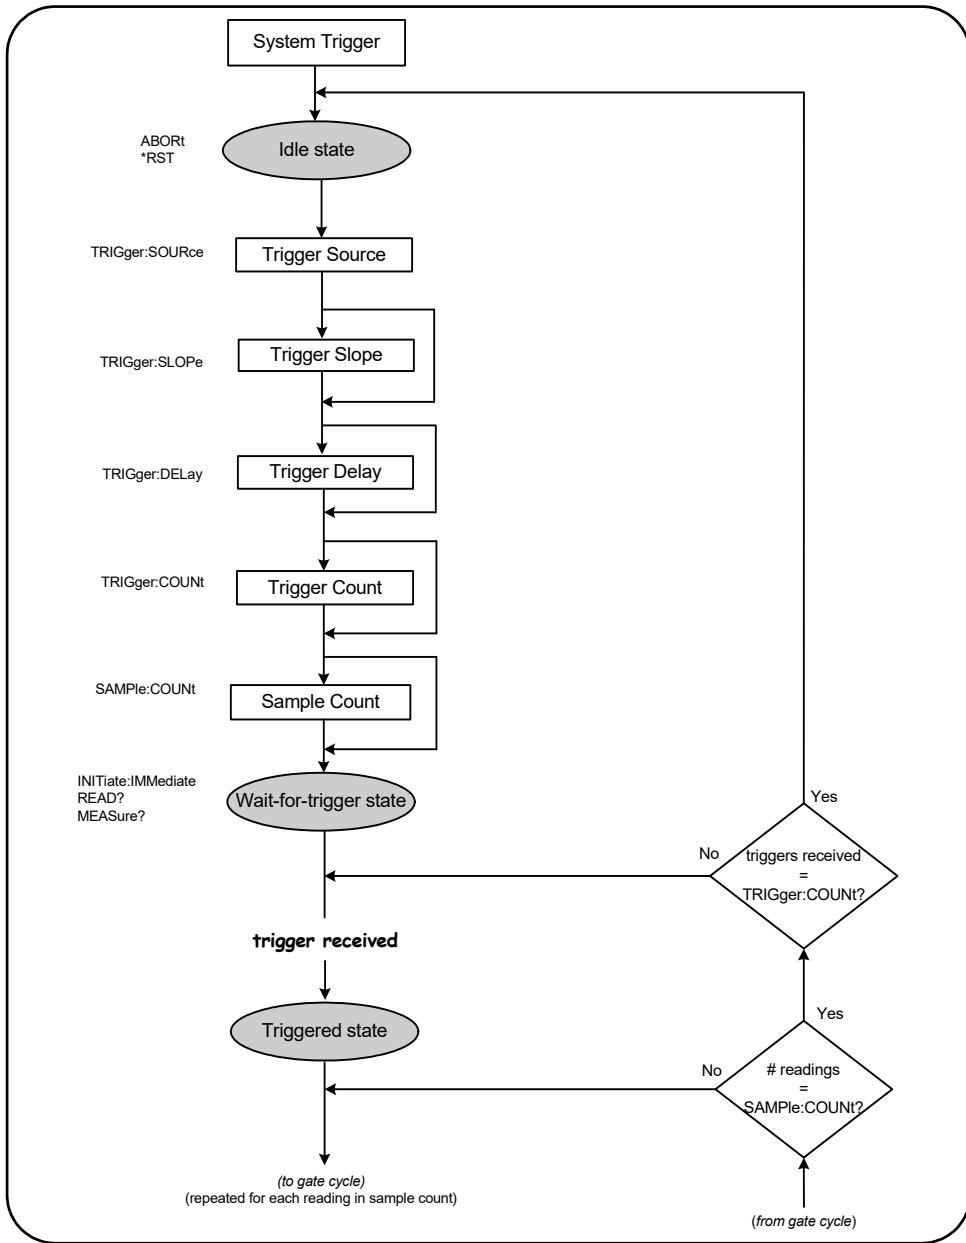 System Trigger
ABORt
*RST
Idle state
TRIGger:SOURce
Trigger Source
TRIGger:SLOPe
Trigger Slope
TRIGger:DELay
Trigger Delay
TRIGger:COUNt
Trigger Count
SAMPle:COUNt
Sample Count
INITiate:IMMediate
READ?
MEASure?
Wait-for-trigger state
Yes
No
triggers received
=
TRIGger:COUNt?
trigger received
Triggered state
Yes
No
# readings
=
SAMPle:COUNt?
(to gate cycle)
(repeated for each reading in sample count)
(from gate cycle)